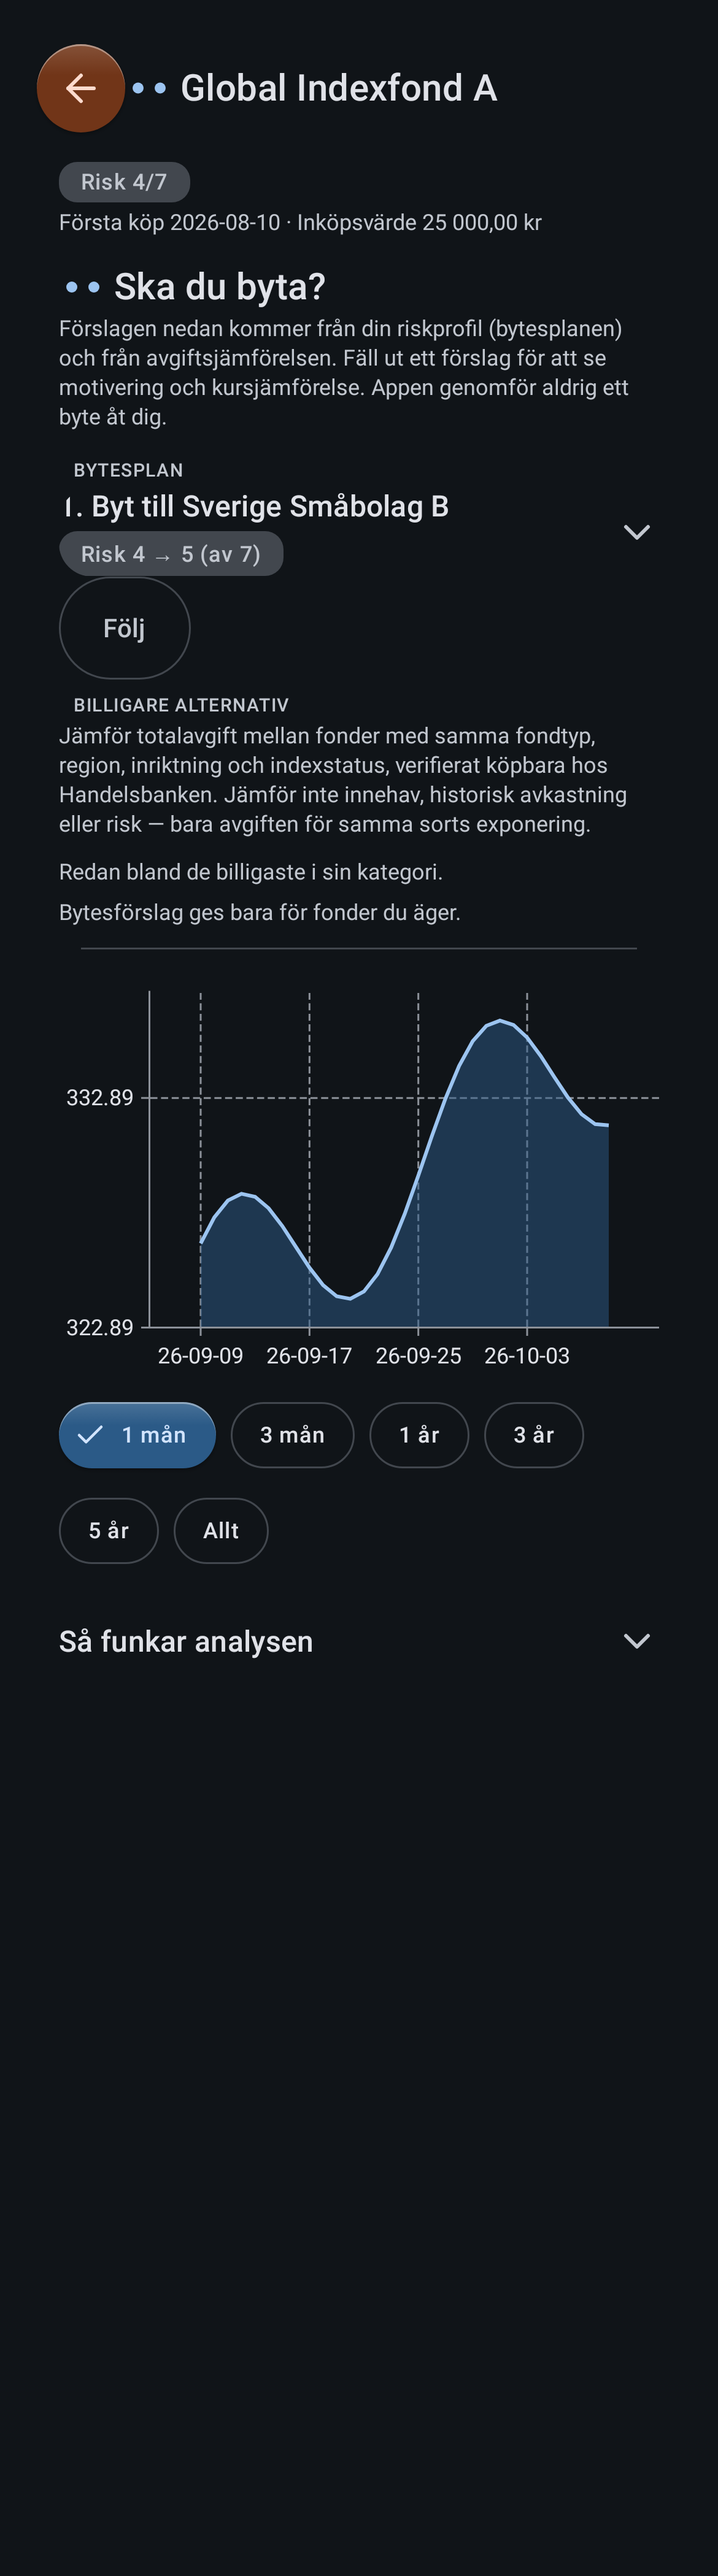 Global Indexfond A
Risk 4/7
Första köp 2026-08-10 · Inköpsvärde 25 000,00 kr
Ska du byta?
Förslagen nedan kommer från din riskprofil (bytesplanen)
och från avgiftsjämförelsen. Fäll ut ett förslag för att se
motivering och kursjämförelse. Appen genomför aldrig ett
byte åt dig.
BYTESPLAN
1. Byt till Sverige Småbolag B
Risk 4 → 5 (av 7)
Följ
BILLIGARE ALTERNATIV
Jämför totalavgift mellan fonder med samma fondtyp,
region, inriktning och indexstatus, verifierat köpbara hos
Handelsbanken. Jämför inte innehav, historisk avkastning
eller risk — bara avgiften för samma sorts exponering.
Redan bland de billigaste i sin kategori.
Bytesförslag ges bara för fonder du äger.
332.89
322.89
26-09-09 26-09-17 26-09-25 26-10-03
1 mån 3 mån 1 år 3 år
5 år Allt
Så funkar analysen